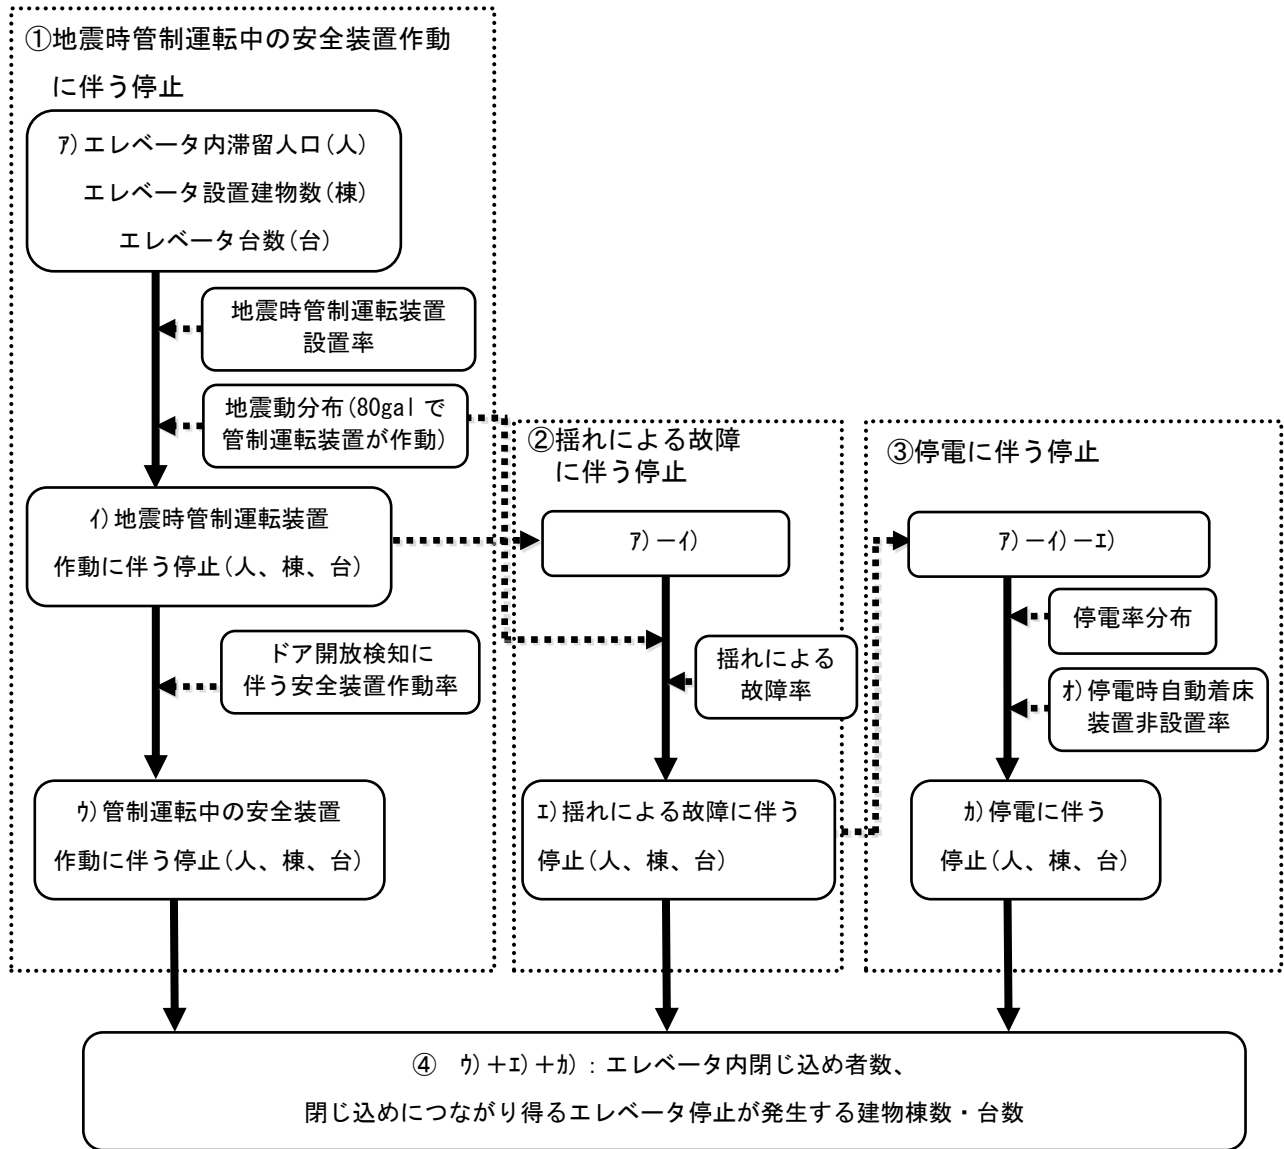 ①地震時管制運転中の安全装置作動
に伴う停止
ｱ)エレベータ内滞留人口(人)
エレベータ設置建物数(棟)
エレベータ台数(台)
地震時管制運転装置
設置率
地震動分布(80galで
管制運転装置が作動)
ｲ)地震時管制運転装置
作動に伴う停止(人、棟、台)
ドア開放検知に
伴う安全装置作動率
ｳ)管制運転中の安全装置
作動に伴う停止(人、棟、台)
②揺れによる故障
に伴う停止
ｱ)－ｲ)
揺れによる
故障率
ｴ)揺れによる故障に伴う
停止(人、棟、台)
③停電に伴う停止
ｱ)－ｲ)－ｴ)
停電率分布
ｵ)停電時自動着床
装置非設置率
ｶ)停電に伴う
停止(人、棟、台)
④　ｳ)＋ｴ)＋ｶ)：エレベータ内閉じ込め者数、
閉じ込めにつながり得るエレベータ停止が発生する建物棟数・台数